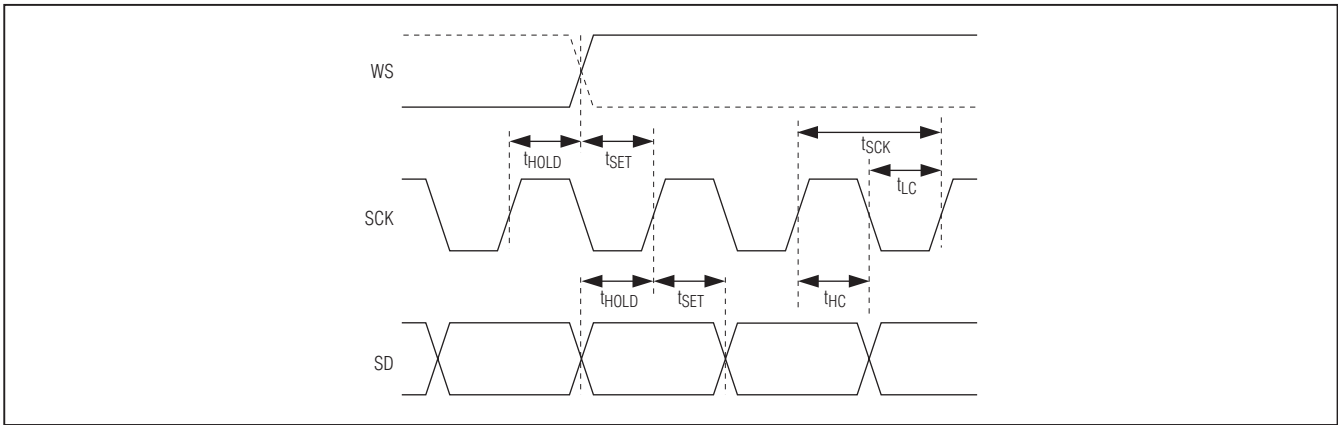 WS
tHOLD tSET
tSCK
tLC
SCK
tHOLD tSET
tHC
SD